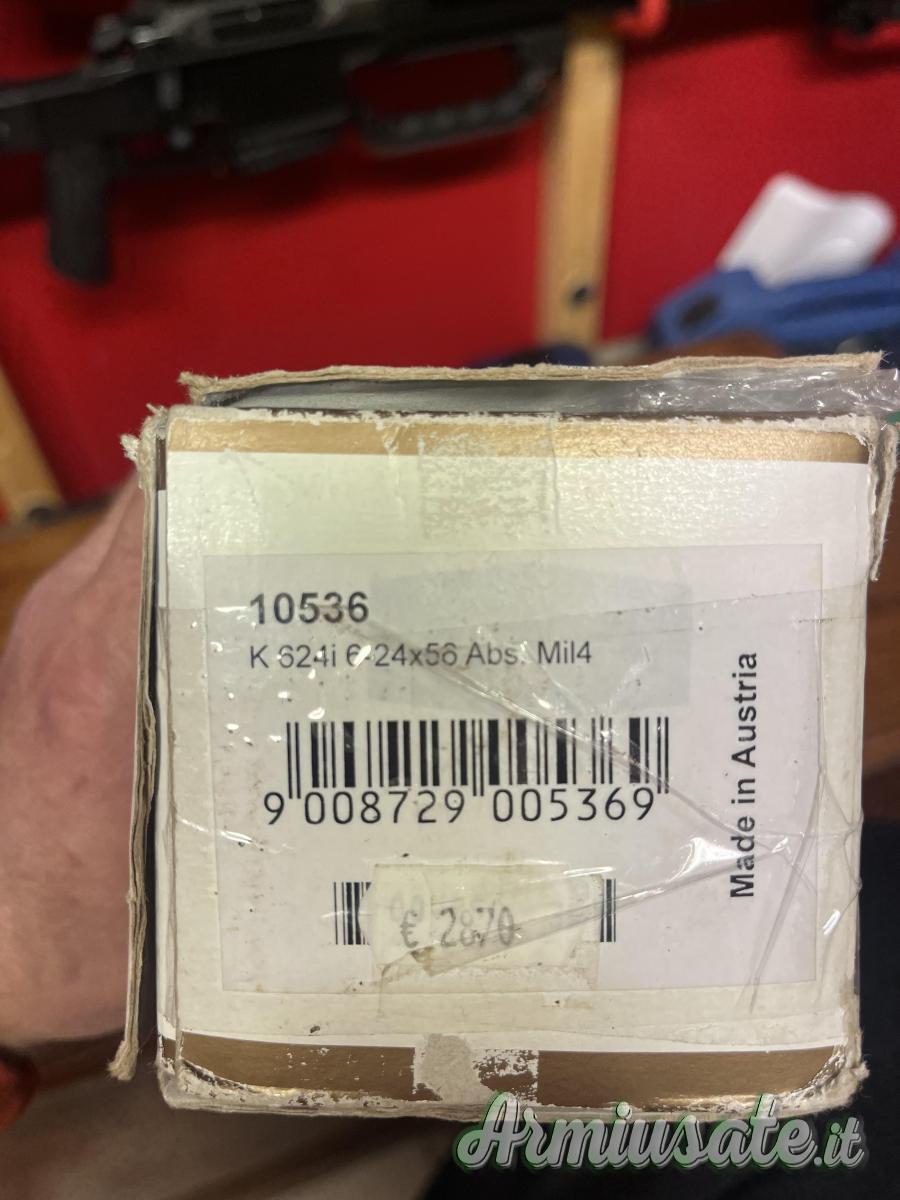 10536
K 624i 6-24x56 Abs. Mil4
9 008729 005369
Made in Austria
€ 2870
Armiusate.it